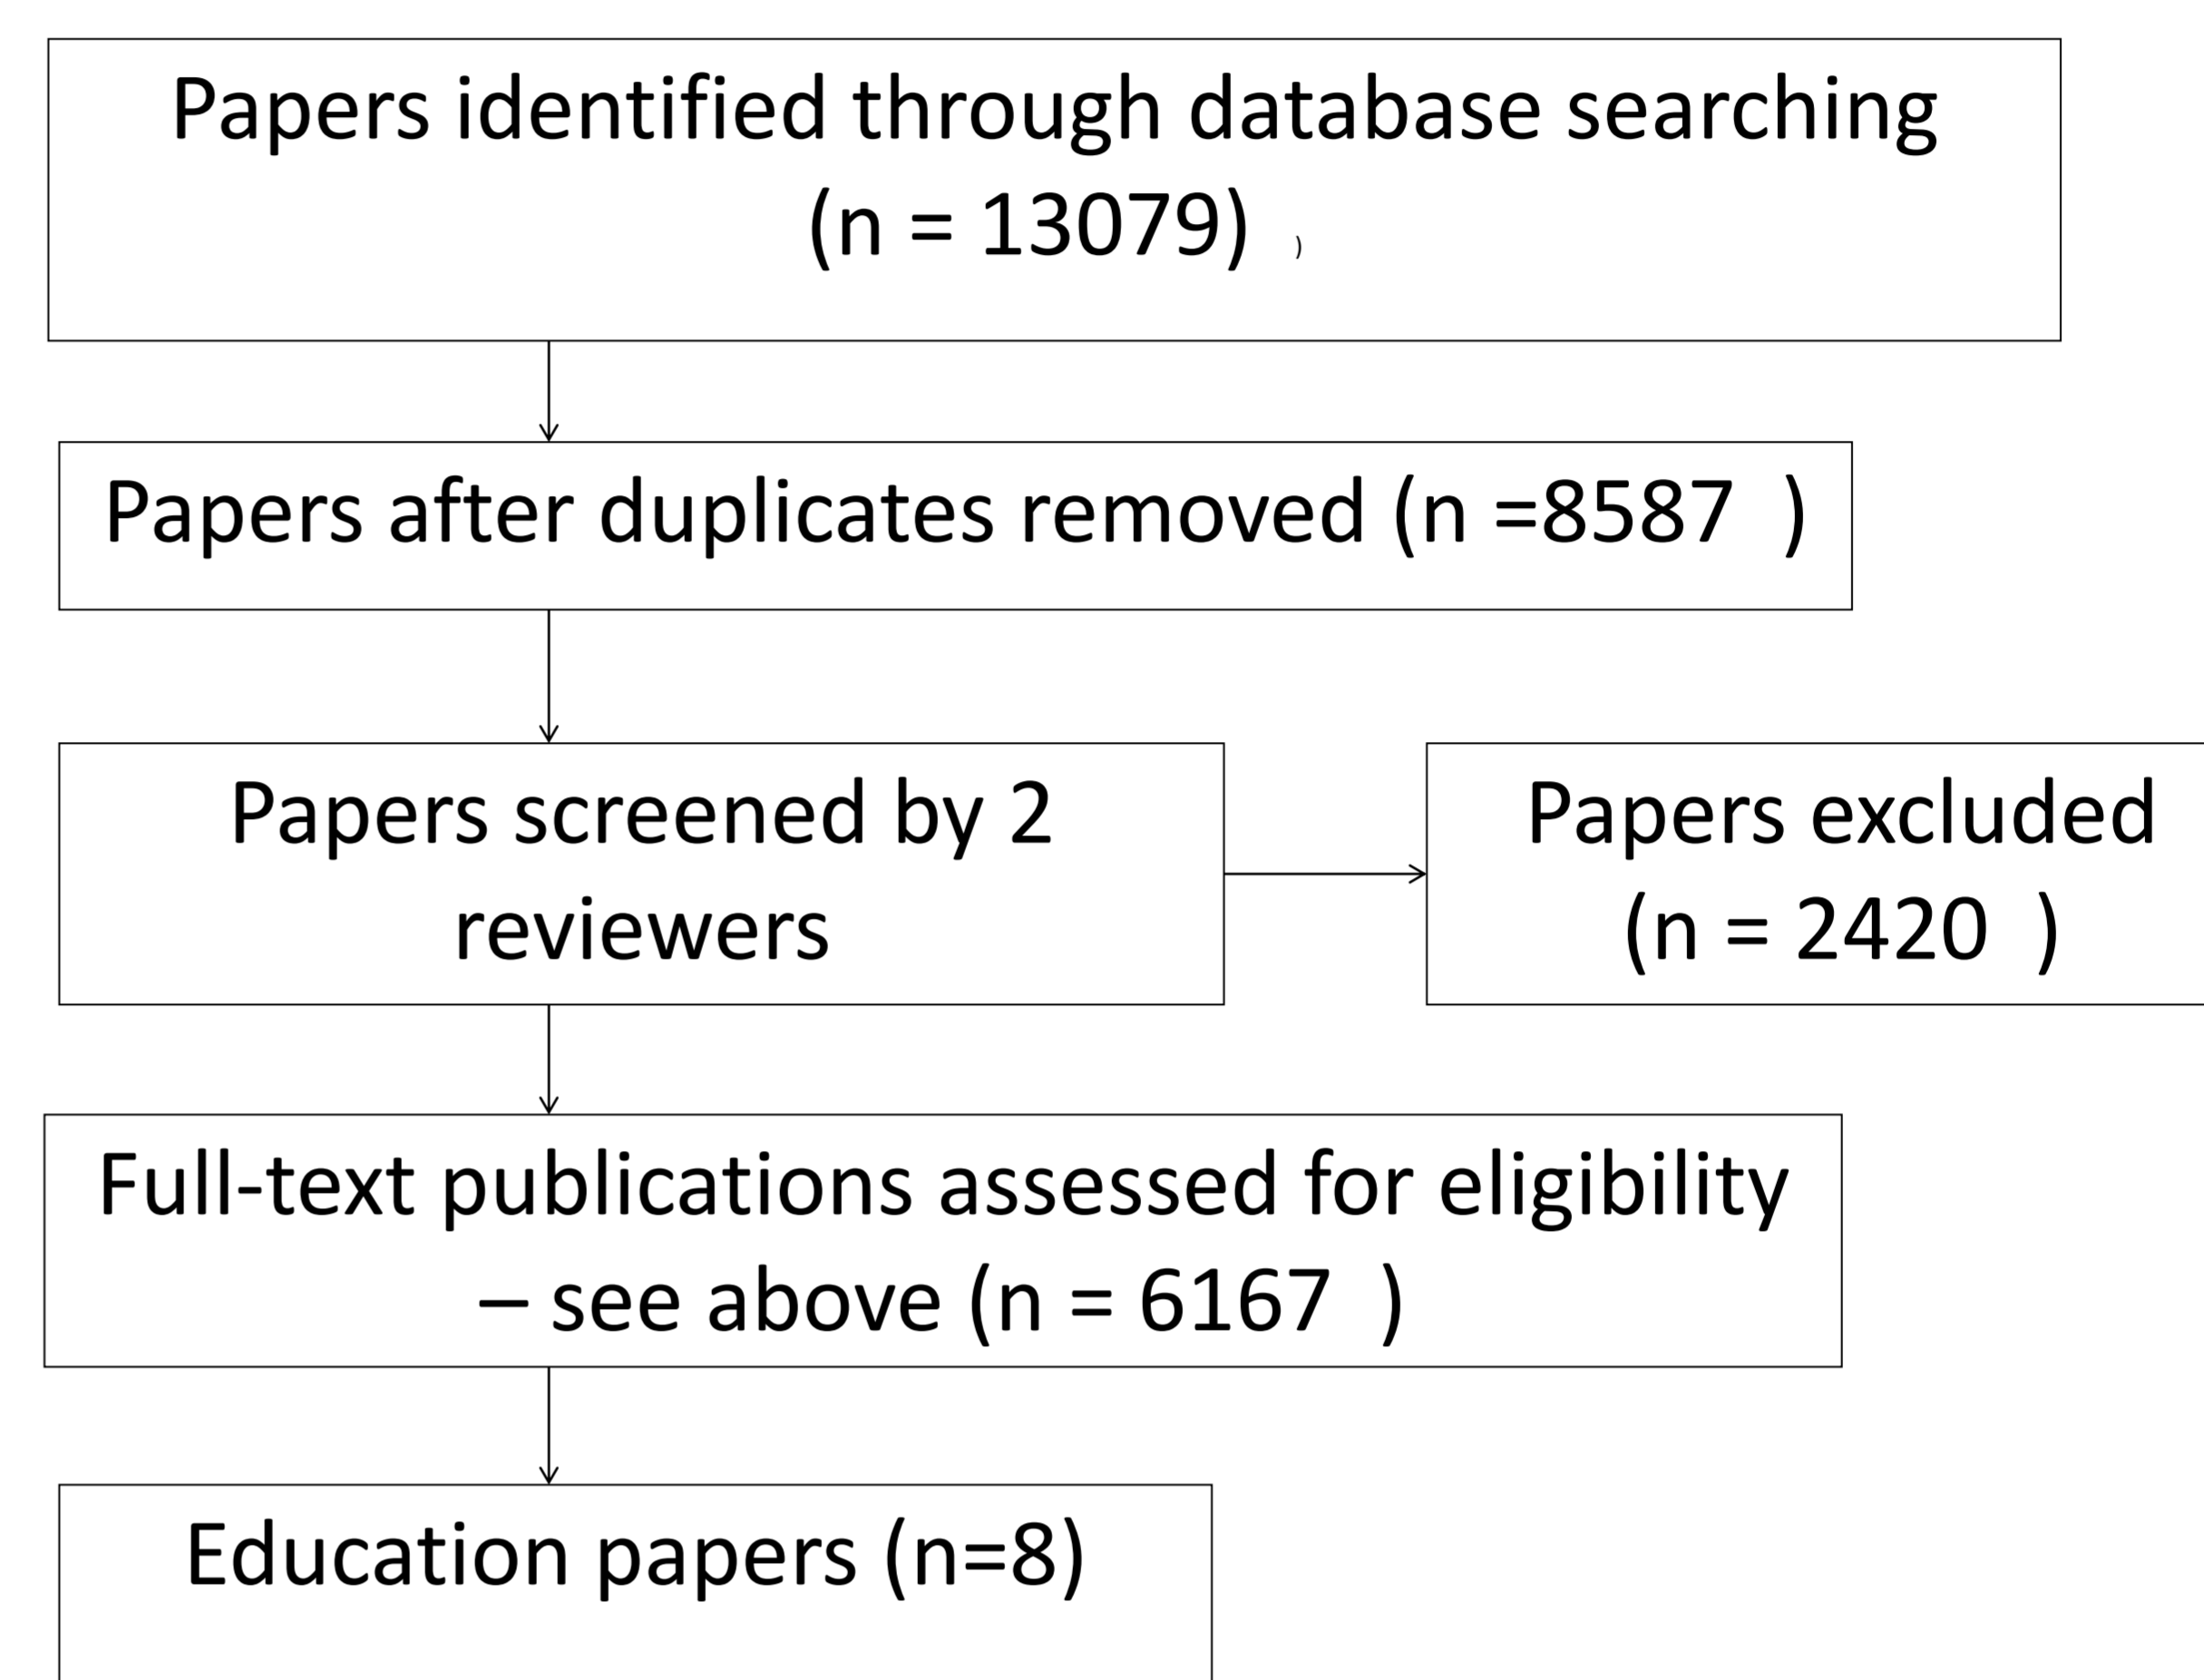 Papers identified through database searching
(n = 13079) )
Papers after duplicates removed (n =8587 )
Papers screened by 2
reviewers
Papers excluded
(n = 2420 )
Full-text publications assessed for eligibility
– see above (n = 6167 )
Education papers (n=8)